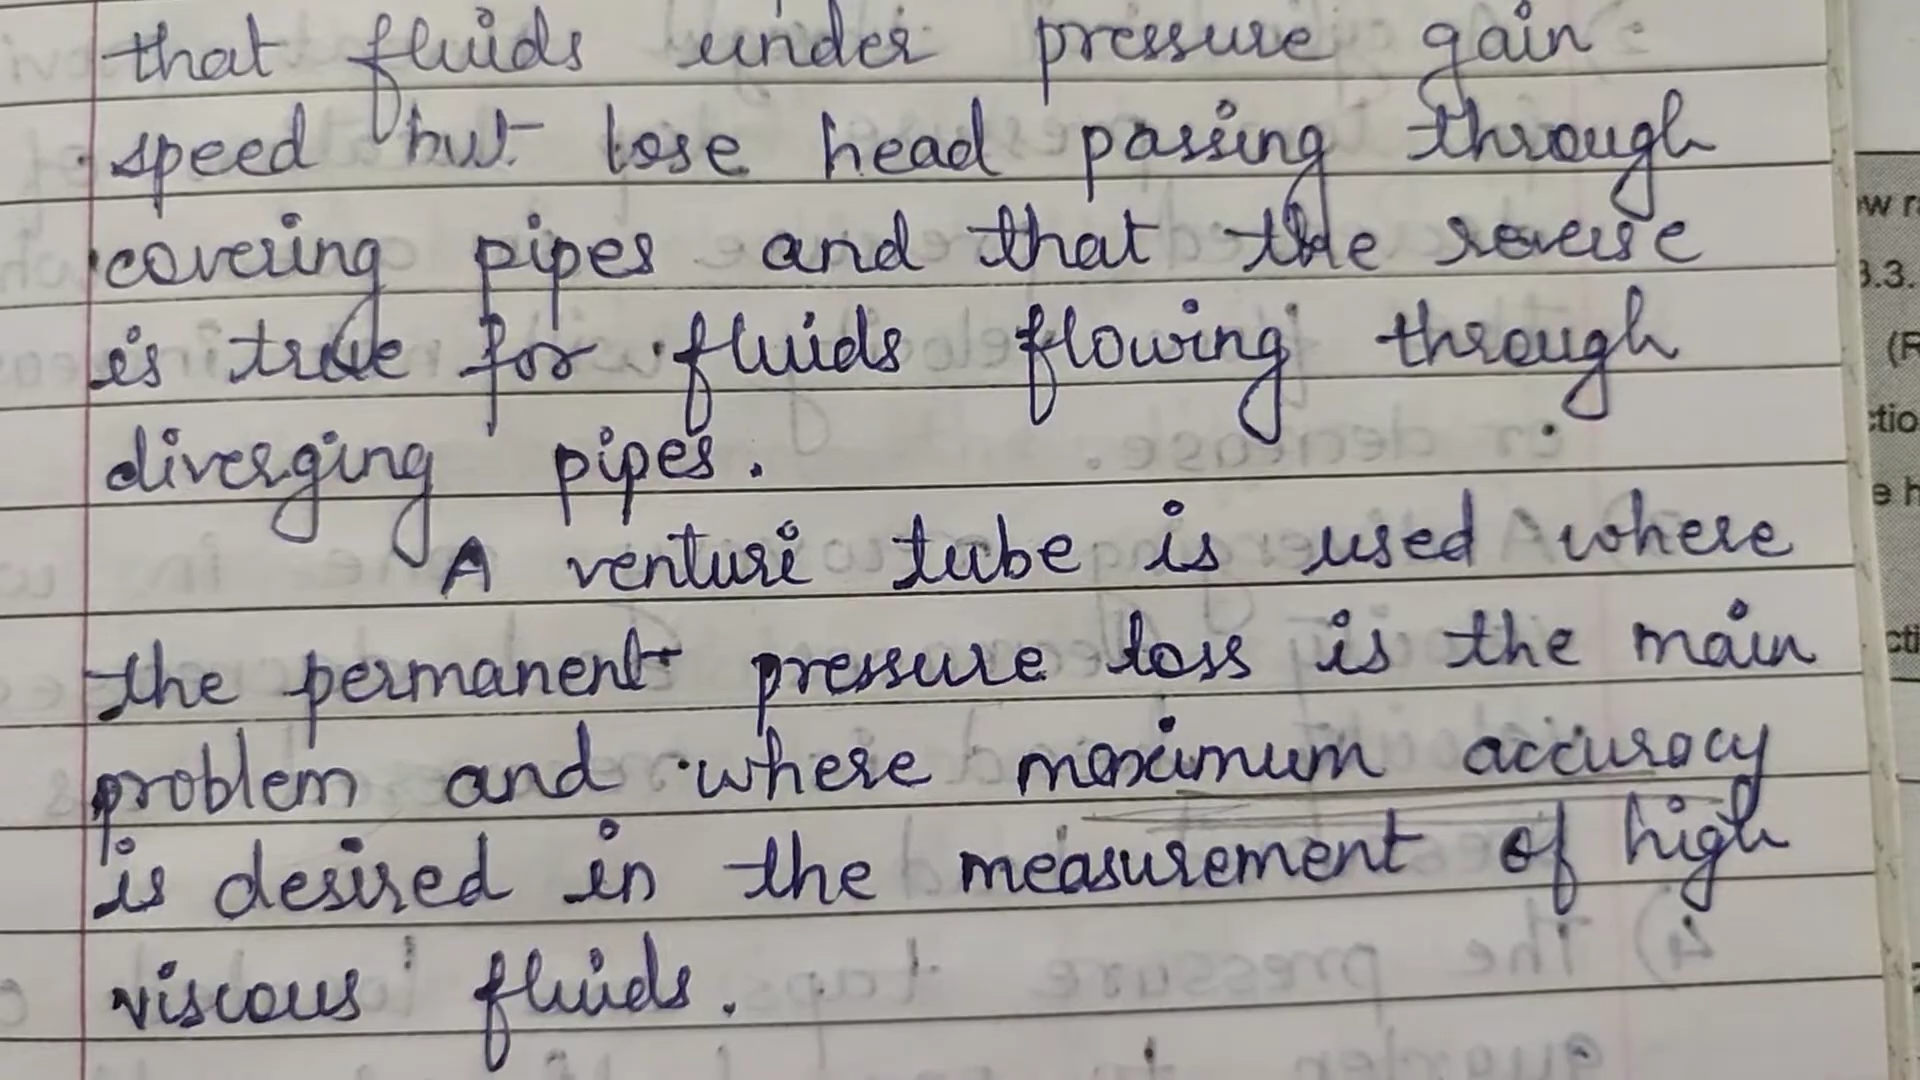 that fluids under pressure gain
speed but lose head passing through
covering pipes and that the reverse
is true for fluids flowing through
diverging pipes.
A venturi tube is used where
the permanent pressure loss is the main
problem and where maximum accuracy
is desired in the measurement of high
viscous fluids.